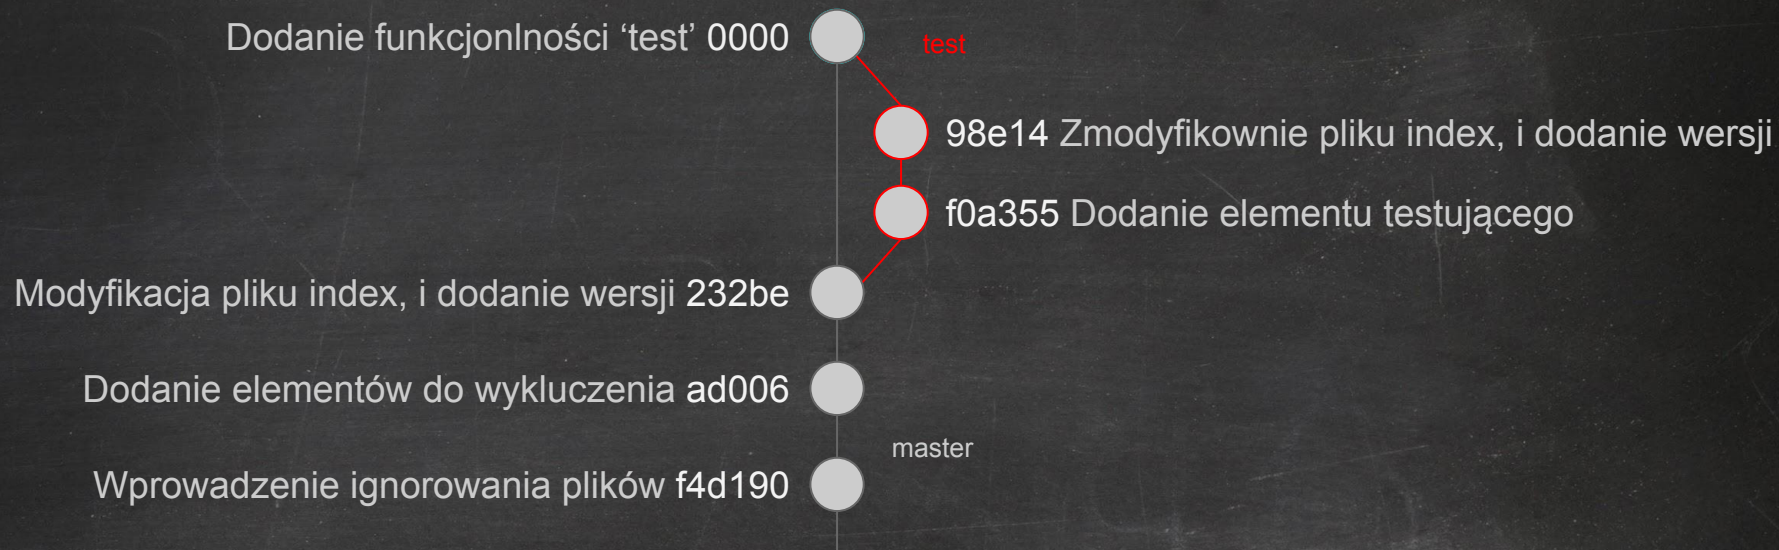 Dodanie funkcjonlności ‘test’ 0000
test
98e14 Zmodyfikownie pliku index, i dodanie wersji
f0a355 Dodanie elementu testującego
Modyfikacja pliku index, i dodanie wersji 232be
Dodanie elementów do wykluczenia ad006
master
Wprowadzenie ignorowania plików f4d190